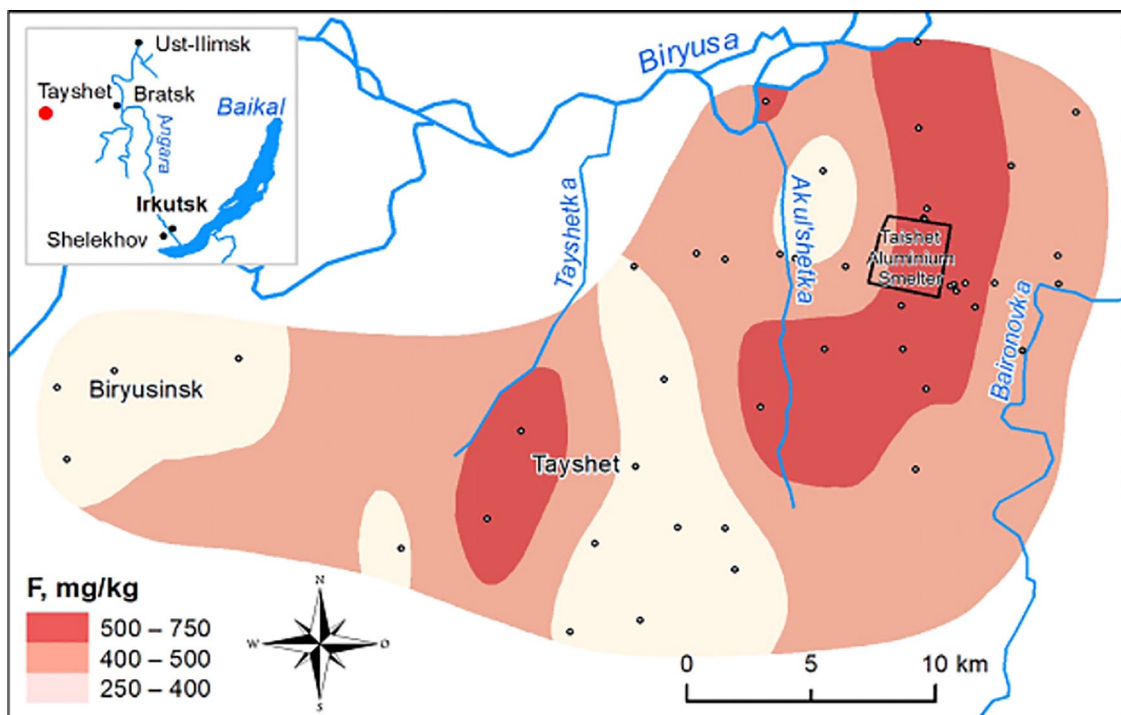 Ust-Ilimsk
Tayshet
Bratsk
Baikal
Angara
Irkutsk
Shelekhov
Biryusa
Tayshetka
Akul'shetka
Taishet
Aluminium
Smelter
Baironovka
Biryusinsk
Tayshet
F, mg/kg
500 – 750
400 – 500
250 – 400
N
W
O
S
0 5 10 km